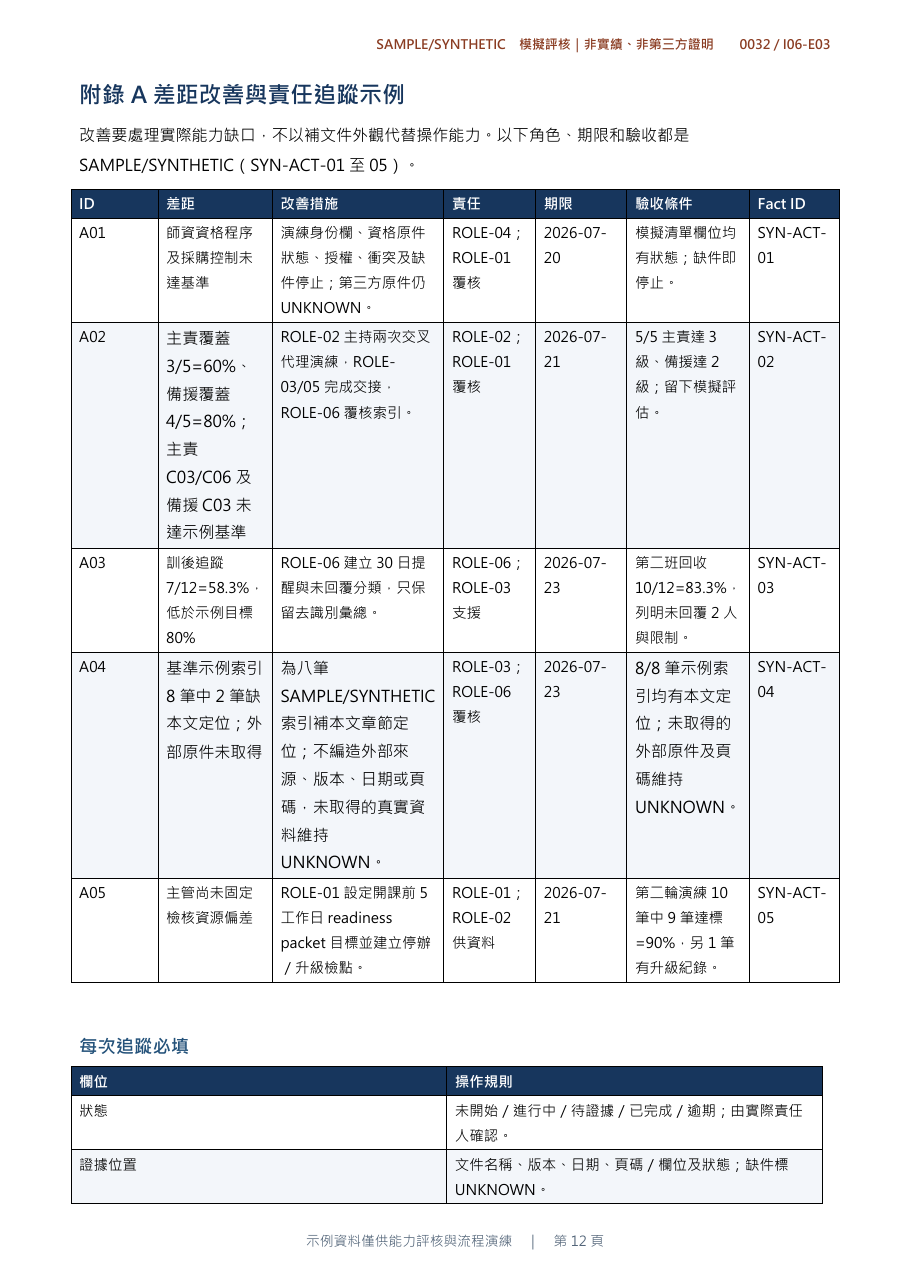 SAMPLE/SYNTHETIC 模擬評核｜非實績、非第三方證明 0032 / I06-E03
附錄 A 差距改善與責任追蹤示例
改善要處理實際能力缺口，不以補文件外觀代替操作能力。以下角色、期限和驗收都是
SAMPLE/SYNTHETIC（SYN-ACT-01 至 05）。
ID 差距 改善措施 責任 期限 驗收條件 Fact ID
A01
師資資格程序
及採購控制未
達基準
演練身份欄、資格原件
狀態、授權、衝突及缺
件停止；第三方原件仍
UNKNOWN。
ROLE-04；
ROLE-01
覆核
2026-07-
20
模擬清單欄位均
有狀態；缺件即
停止。
SYN-ACT-
01
A02
主責覆蓋
3/5=60%、
備援覆蓋
4/5=80%；
主責
C03/C06 及
備援 C03 未
達示例基準
ROLE-02 主持兩次交叉
代理演練，ROLE-
03/05 完成交接，
ROLE-06 覆核索引。
ROLE-02；
ROLE-01
覆核
2026-07-
21
5/5 主責達 3
級、備援達 2
級；留下模擬評
估。
SYN-ACT-
02
A03
訓後追蹤
7/12=58.3%，
低於示例目標
80%
ROLE-06 建立 30 日提
醒與未回覆分類，只保
留去識別彙總。
ROLE-06；
ROLE-03
支援
2026-07-
23
第二班回收
10/12=83.3%，
列明未回覆 2 人
與限制。
SYN-ACT-
03
A04
基準示例索引
8 筆中 2 筆缺
本文定位；外
部原件未取得
為八筆
SAMPLE/SYNTHETIC
索引補本文章節定
位；不編造外部來
源、版本、日期或頁
碼，未取得的真實資
料維持
UNKNOWN。
ROLE-03；
ROLE-06
覆核
2026-07-
23
8/8 筆示例索
引均有本文定
位；未取得的
外部原件及頁
碼維持
UNKNOWN。
SYN-ACT-
04
A05
主管尚未固定
檢核資源偏差
ROLE-01 設定開課前 5
工作日 readiness
packet 目標並建立停辦
/ 升級檢點。
ROLE-01；
ROLE-02
供資料
2026-07-
21
第二輪演練 10
筆中 9 筆達標
=90%，另 1 筆
有升級紀錄。
SYN-ACT-
05
每次追蹤必填
欄位 操作規則
狀態
未開始 / 進行中 / 待證據 / 已完成 / 逾期；由實際責任
人確認。
證據位置
文件名稱、版本、日期、頁碼 / 欄位及狀態；缺件標
UNKNOWN。
示例資料僅供能力評核與流程演練 | 第 12 頁